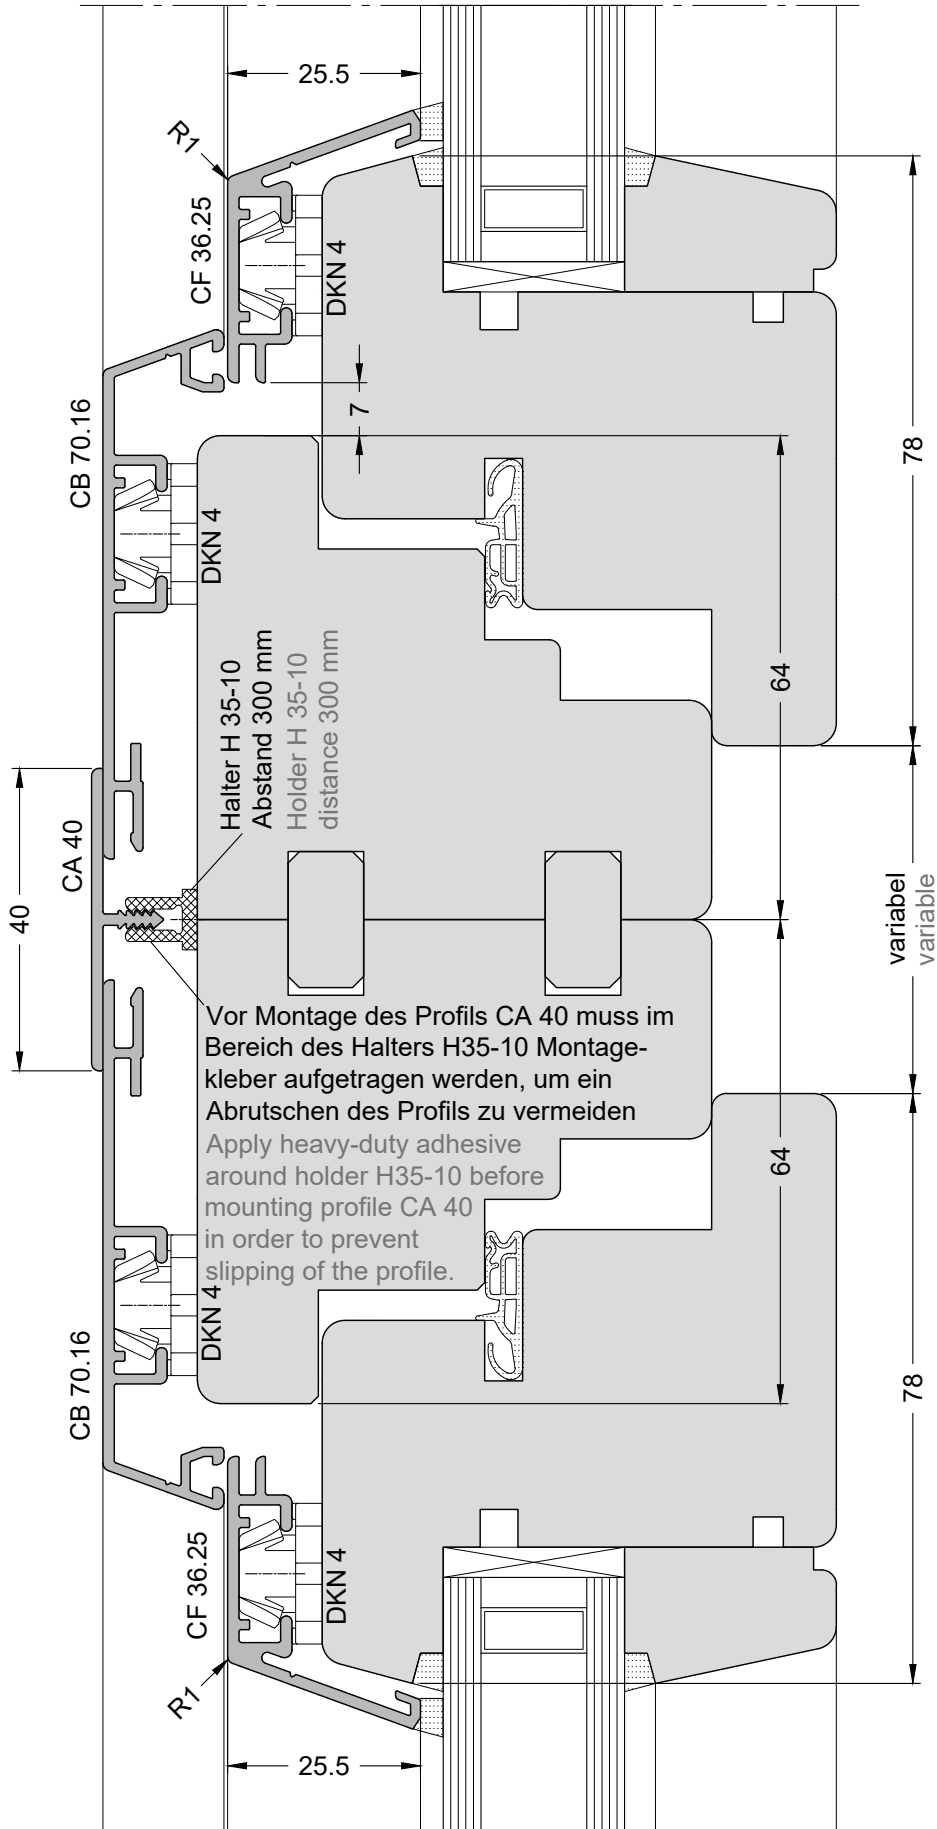 25.5
R1
CF 36.25
DKN 4
CB 70.16
7
78
DKN 4
Halter H 35-10
Abstand 300 mm
Holder H 35-10
distance 300 mm
64
CA 40
40
variabel
variable
Vor Montage des Profils CA 40 muss im
Bereich des Halters H35-10 Montage-
kleber aufgetragen werden, um ein
Abrutschen des Profils zu vermeiden
Apply heavy-duty adhesive
around holder H35-10 before
mounting profile CA 40
in order to prevent
slipping of the profile.
64
DKN 4
CB 70.16
78
CF 36.25
DKN 4
R1
25.5